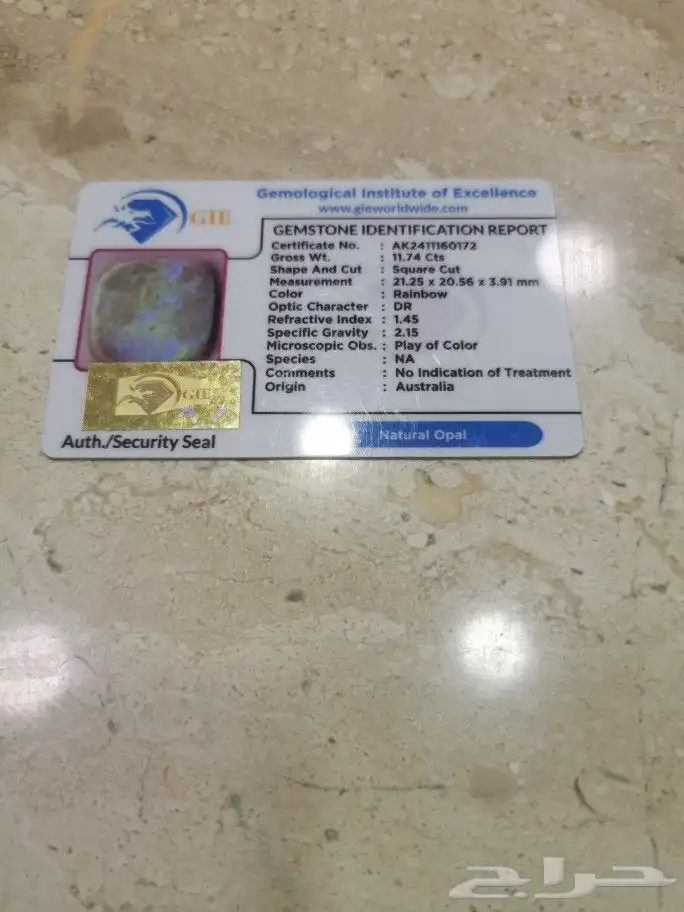 GIE
Gemological Institute of Excellence
www.gieworldwide.com
GEMSTONE IDENTIFICATION REPORT
Certificate No. : AK2411160172
Gross Wt. : 11.74 Cts
Shape And Cut : Square Cut
Measurement : 21.25 x 20.56 x 3.91 mm
Color : Rainbow
Optic Character : DR
Refractive Index : 1.45
Specific Gravity : 2.15
Microscopic Obs. : Play of Color
Species : NA
Comments : No Indication of Treatment
Origin : Australia
GIE
Auth./Security Seal
Natural Opal
حراج